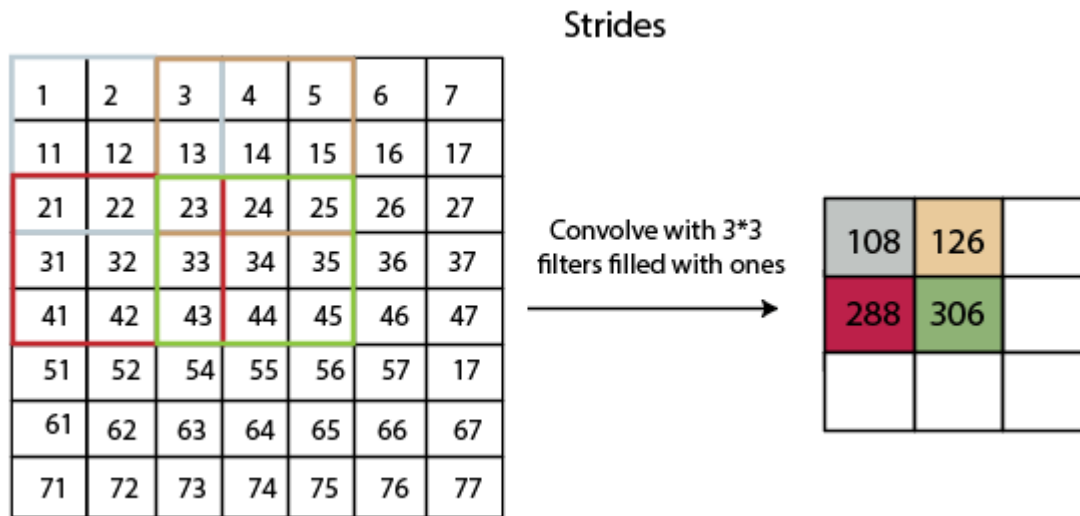 Strides
1 2 3 4 5 6 7
11 12 13 14 15 16 17
21 22 23 24 25 26 27
31 32 33 34 35 36 37
41 42 43 44 45 46 47
51 52 54 55 56 57 17
61 62 63 64 65 66 67
71 72 73 74 75 76 77
Convolve with 3*3
filters filled with ones
108 126
288 306